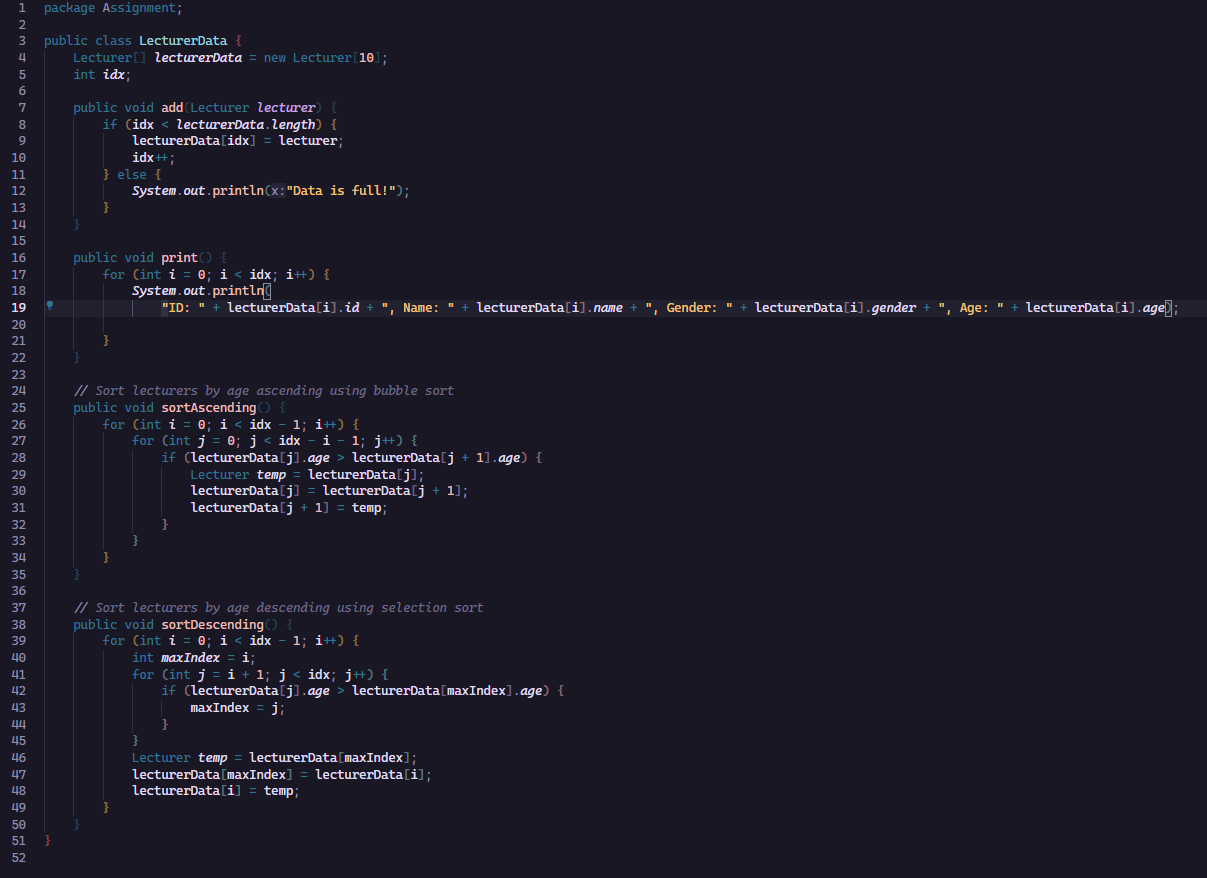 1 package Assignment;
2
3 public class LecturerData {
4 Lecturer[] lecturerData = new Lecturer[10];
5 int idx;
6
7 public void add(Lecturer lecturer) {
8 if (idx < lecturerData.length) {
9 lecturerData[idx] = lecturer;
10 idx++;
11 } else {
12 System.out.println(x:"Data is full!");
13 }
14 }
15
16 public void print() {
17 for (int i = 0; i < idx; i++) {
18 System.out.println(
19 "ID: " + lecturerData[i].id + ", Name: " + lecturerData[i].name + ", Gender: " + lecturerData[i].gender + ", Age: " + lecturerData[i].age);
20
21 }
22 }
23
24 // Sort lecturers by age ascending using bubble sort
25 public void sortAscending() {
26 for (int i = 0; i < idx - 1; i++) {
27 for (int j = 0; j < idx - i - 1; j++) {
28 if (lecturerData[j].age > lecturerData[j + 1].age) {
29 Lecturer temp = lecturerData[j];
30 lecturerData[j] = lecturerData[j + 1];
31 lecturerData[j + 1] = temp;
32 }
33 }
34 }
35 }
36
37 // Sort lecturers by age descending using selection sort
38 public void sortDescending() {
39 for (int i = 0; i < idx - 1; i++) {
40 int maxIndex = i;
41 for (int j = i + 1; j < idx; j++) {
42 if (lecturerData[j].age > lecturerData[maxIndex].age) {
43 maxIndex = j;
44 }
45 }
46 Lecturer temp = lecturerData[maxIndex];
47 lecturerData[maxIndex] = lecturerData[i];
48 lecturerData[i] = temp;
49 }
50 }
51 }
52